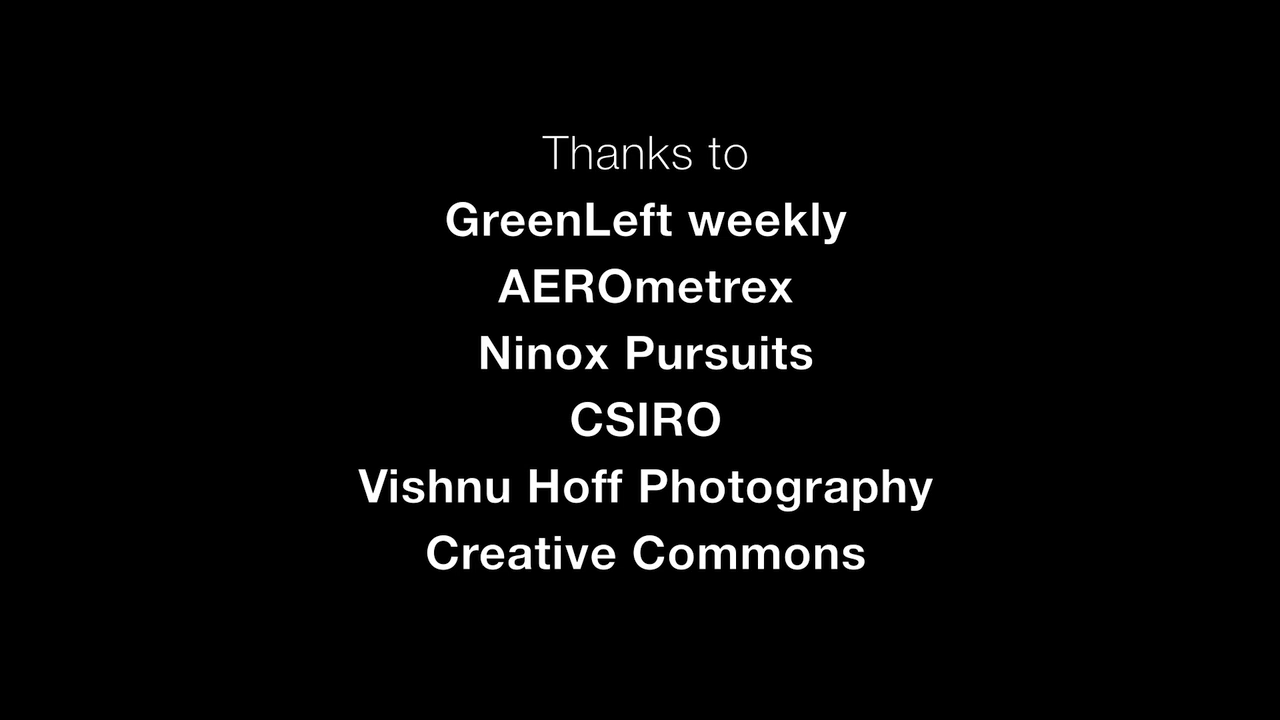 Thanks to
GreenLeft weekly
AEROmetrex
Ninox Pursuits
CSIRO
Vishnu Hoff Photography
Creative Commons